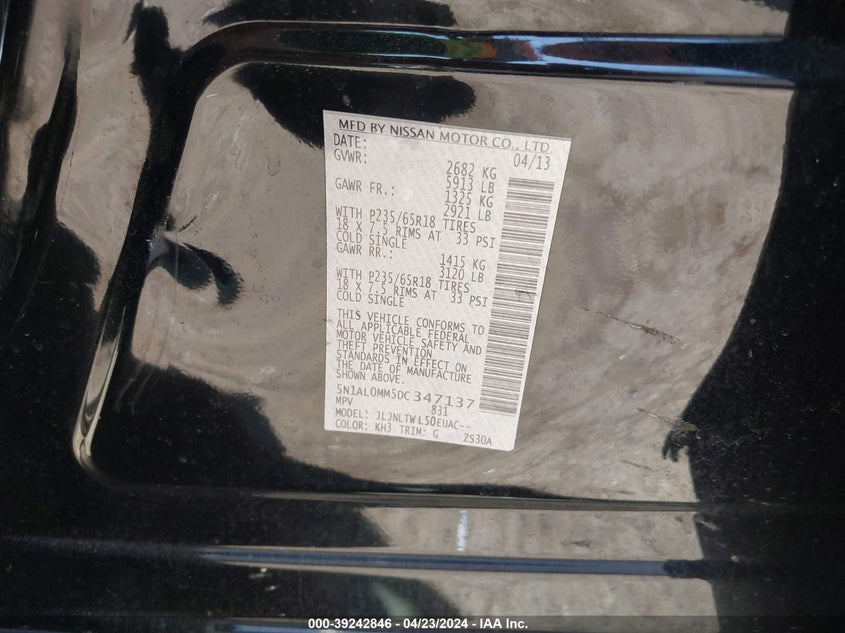 MFD BY NISSAN MOTOR CO., LTD.
DATE: 04/13
GVWR: 2682 KG
5913 LB
GAWR FR.: 1325 KG
2921 LB
WITH P235/65R18 TIRES
18 X 7.5 RIMS AT 33 PSI
COLD SINGLE
GAWR RR.: 1415 KG
3120 LB
WITH P235/65R18 TIRES
18 X 7.5 RIMS AT 33 PSI
COLD SINGLE
THIS VEHICLE CONFORMS TO
ALL APPLICABLE FEDERAL
MOTOR VEHICLE SAFETY AND
THEFT PREVENTION
STANDARDS IN EFFECT ON
THE DATE OF MANUFACTURE
SHOWN ABOVE.
5N1AL0MM5DC347137
MPV 831
MODEL: JLJNLTWL50EUAC--
COLOR: KH3 TRIM: G ZS30A
000-39242846 - 04/23/2024 - IAA Inc.